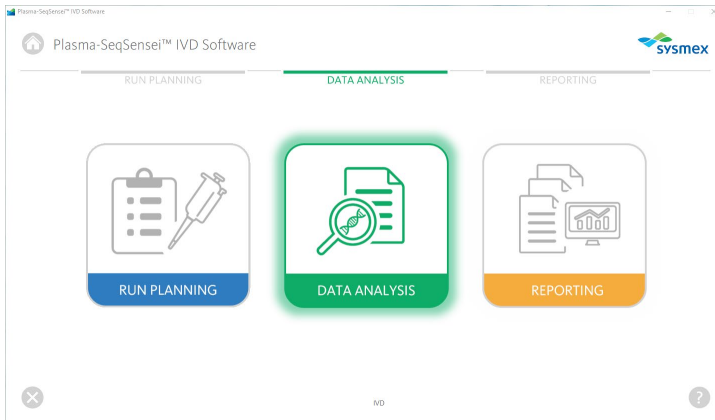 Plasma-SeqSensei™ IVD Software
Plasma-SeqSensei™ IVD Software
sysmex
RUN PLANNING
DATA ANALYSIS
REPORTING
RUN PLANNING
DATA ANALYSIS
REPORTING
IVD
?